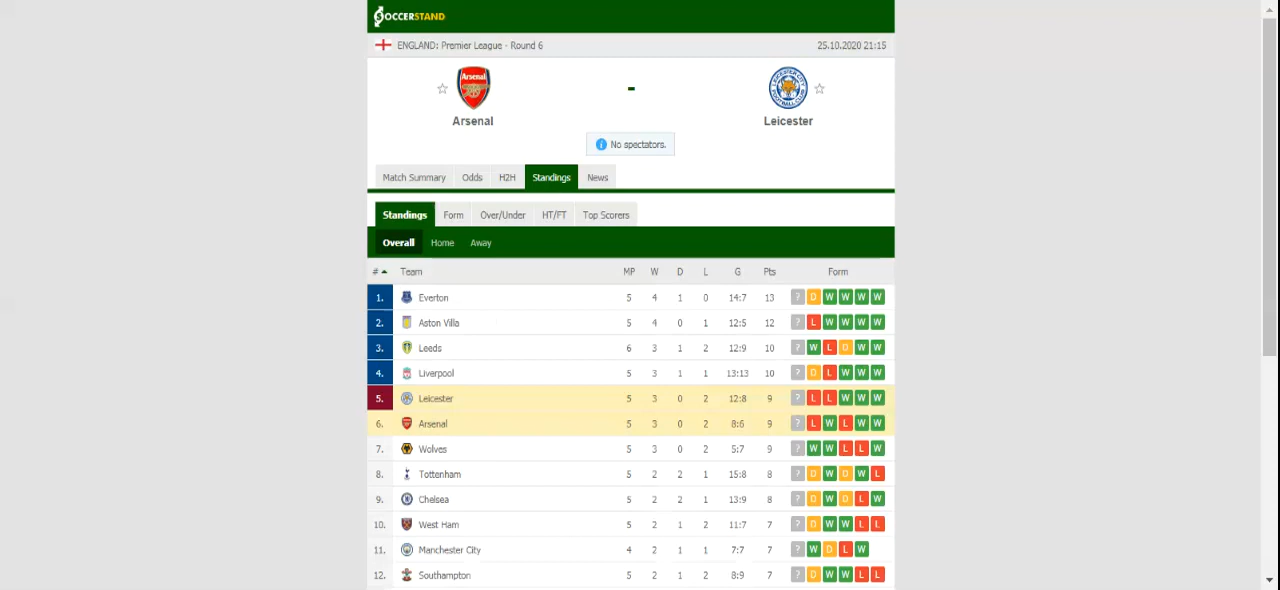 SOCCERSTAND
ENGLAND: Premier League - Round 6 25.10.2020 21:15
Arsenal - Leicester
No spectators.
Match Summary Odds H2H Standings News
Standings Form Over/Under HT/FT Top Scorers
Overall Home Away
# Team MP W D L G Pts Form
1. Everton 5 4 1 0 14:7 13 ? D W W W W
2. Aston Villa 5 4 0 1 12:5 12 ? L W W W W
3. Leeds 6 3 1 2 12:9 10 ? W L D W W
4. Liverpool 5 3 1 1 13:13 10 ? D L W W W
5. Leicester 5 3 0 2 12:8 9 ? L L W W W
6. Arsenal 5 3 0 2 8:6 9 ? L W L W W
7. Wolves 5 3 0 2 5:7 9 ? W W L L W
8. Tottenham 5 2 2 1 15:8 8 ? D W D W L
9. Chelsea 5 2 2 1 13:9 8 ? D W D L W
10. West Ham 5 2 1 2 11:7 7 ? D W W L L
11. Manchester City 4 2 1 1 7:7 7 ? W D L W
12. Southampton 5 2 1 2 8:9 7 ? D W W L L